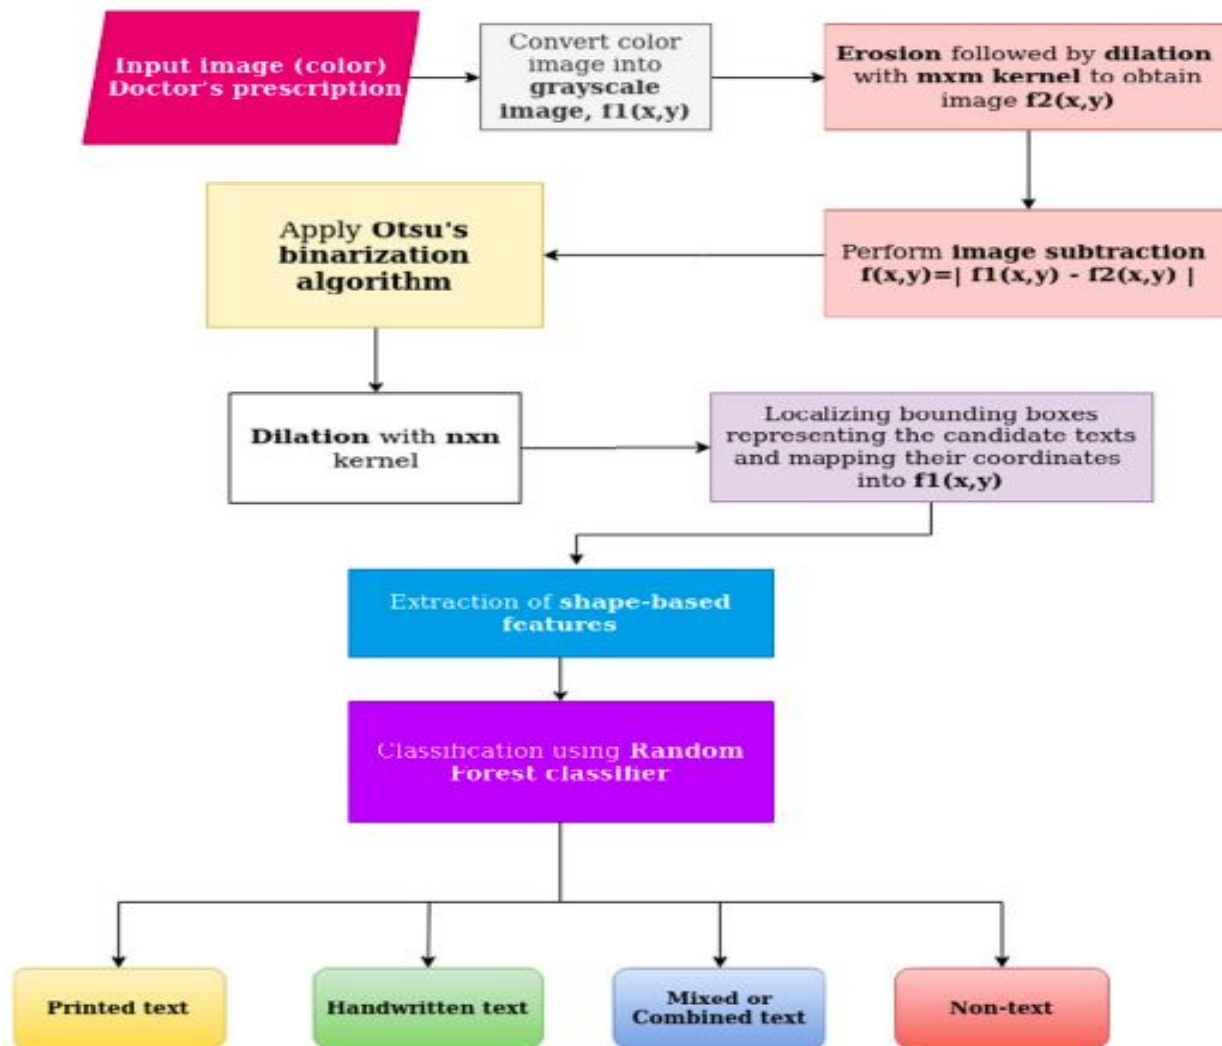 Input image (color)
Doctor's prescription
Convert color
image into
grayscale
image, f1(x,y)
Erosion followed by dilation
with mxm kernel to obtain
image f2(x,y)
Perform image subtraction
f(x,y)=| f1(x,y) - f2(x,y) |
Apply Otsu's
binarization
algorithm
Dilation with nxn
kernel
Localizing bounding boxes
representing the candidate texts
and mapping their coordinates
into f1(x,y)
Extraction of shape-based
features
Classification using Random
Forest classifier
Printed text
Handwritten text
Mixed or
Combined text
Non-text